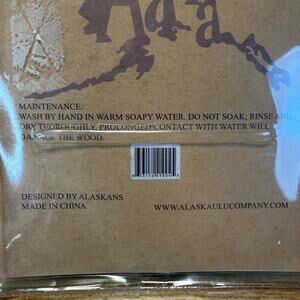 TM
MAINTENANCE:
WASH BY HAND IN WARM SOAPY WATER. DO NOT SOAK; RINSE AND
DRY THOROUGHLY. PROLONGED CONTACT WITH WATER WILL
DAMAGE THE WOOD.
DESIGNED BY ALASKANS
MADE IN CHINA
WWW.ALASKAULUCOMPANY.COM